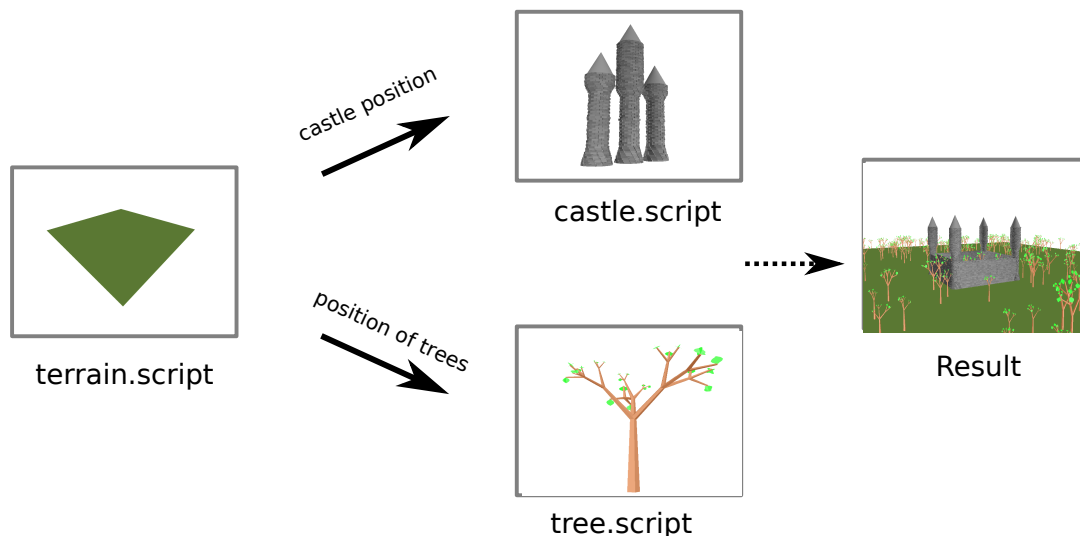 castle position
castle.script
terrain.script
position of trees
Result
tree.script